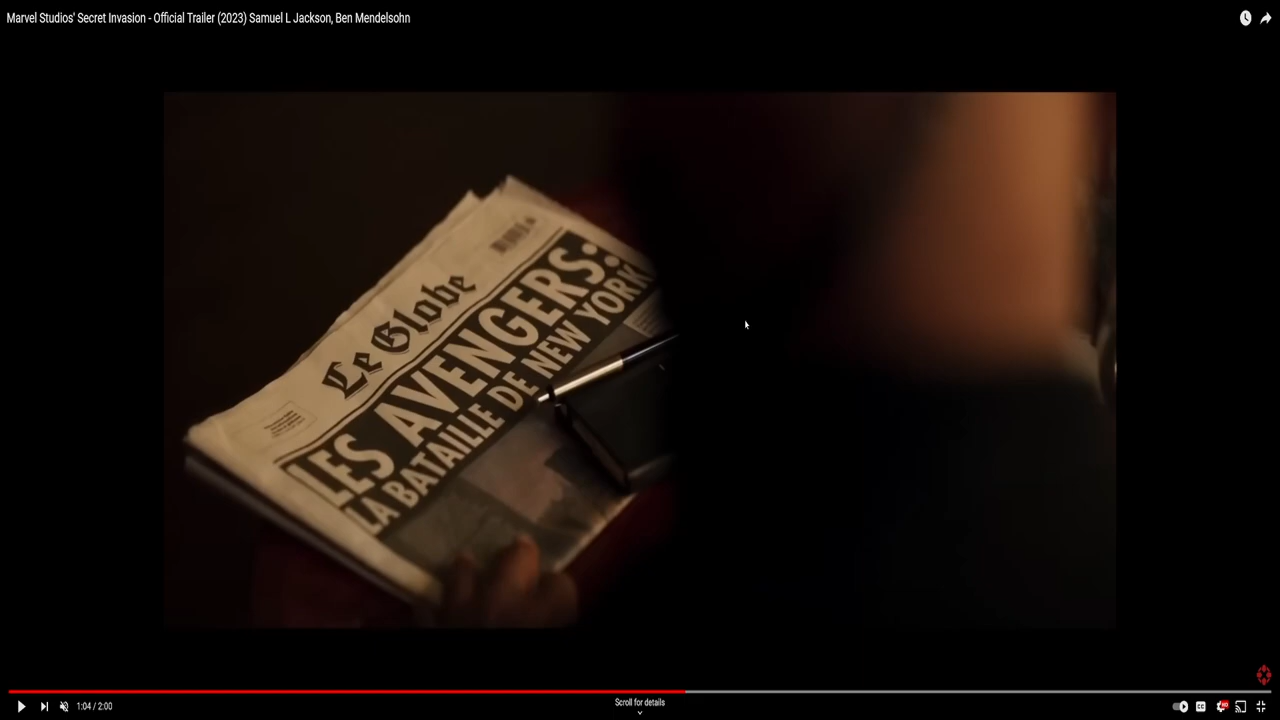 Marvel Studios' Secret Invasion - Official Trailer (2023) Samuel L Jackson, Ben Mendelsohn
Le Globe
LES AVENGERS:
LA BATAILLE DE NEW YORK
1:04 / 2:00
Scroll for details